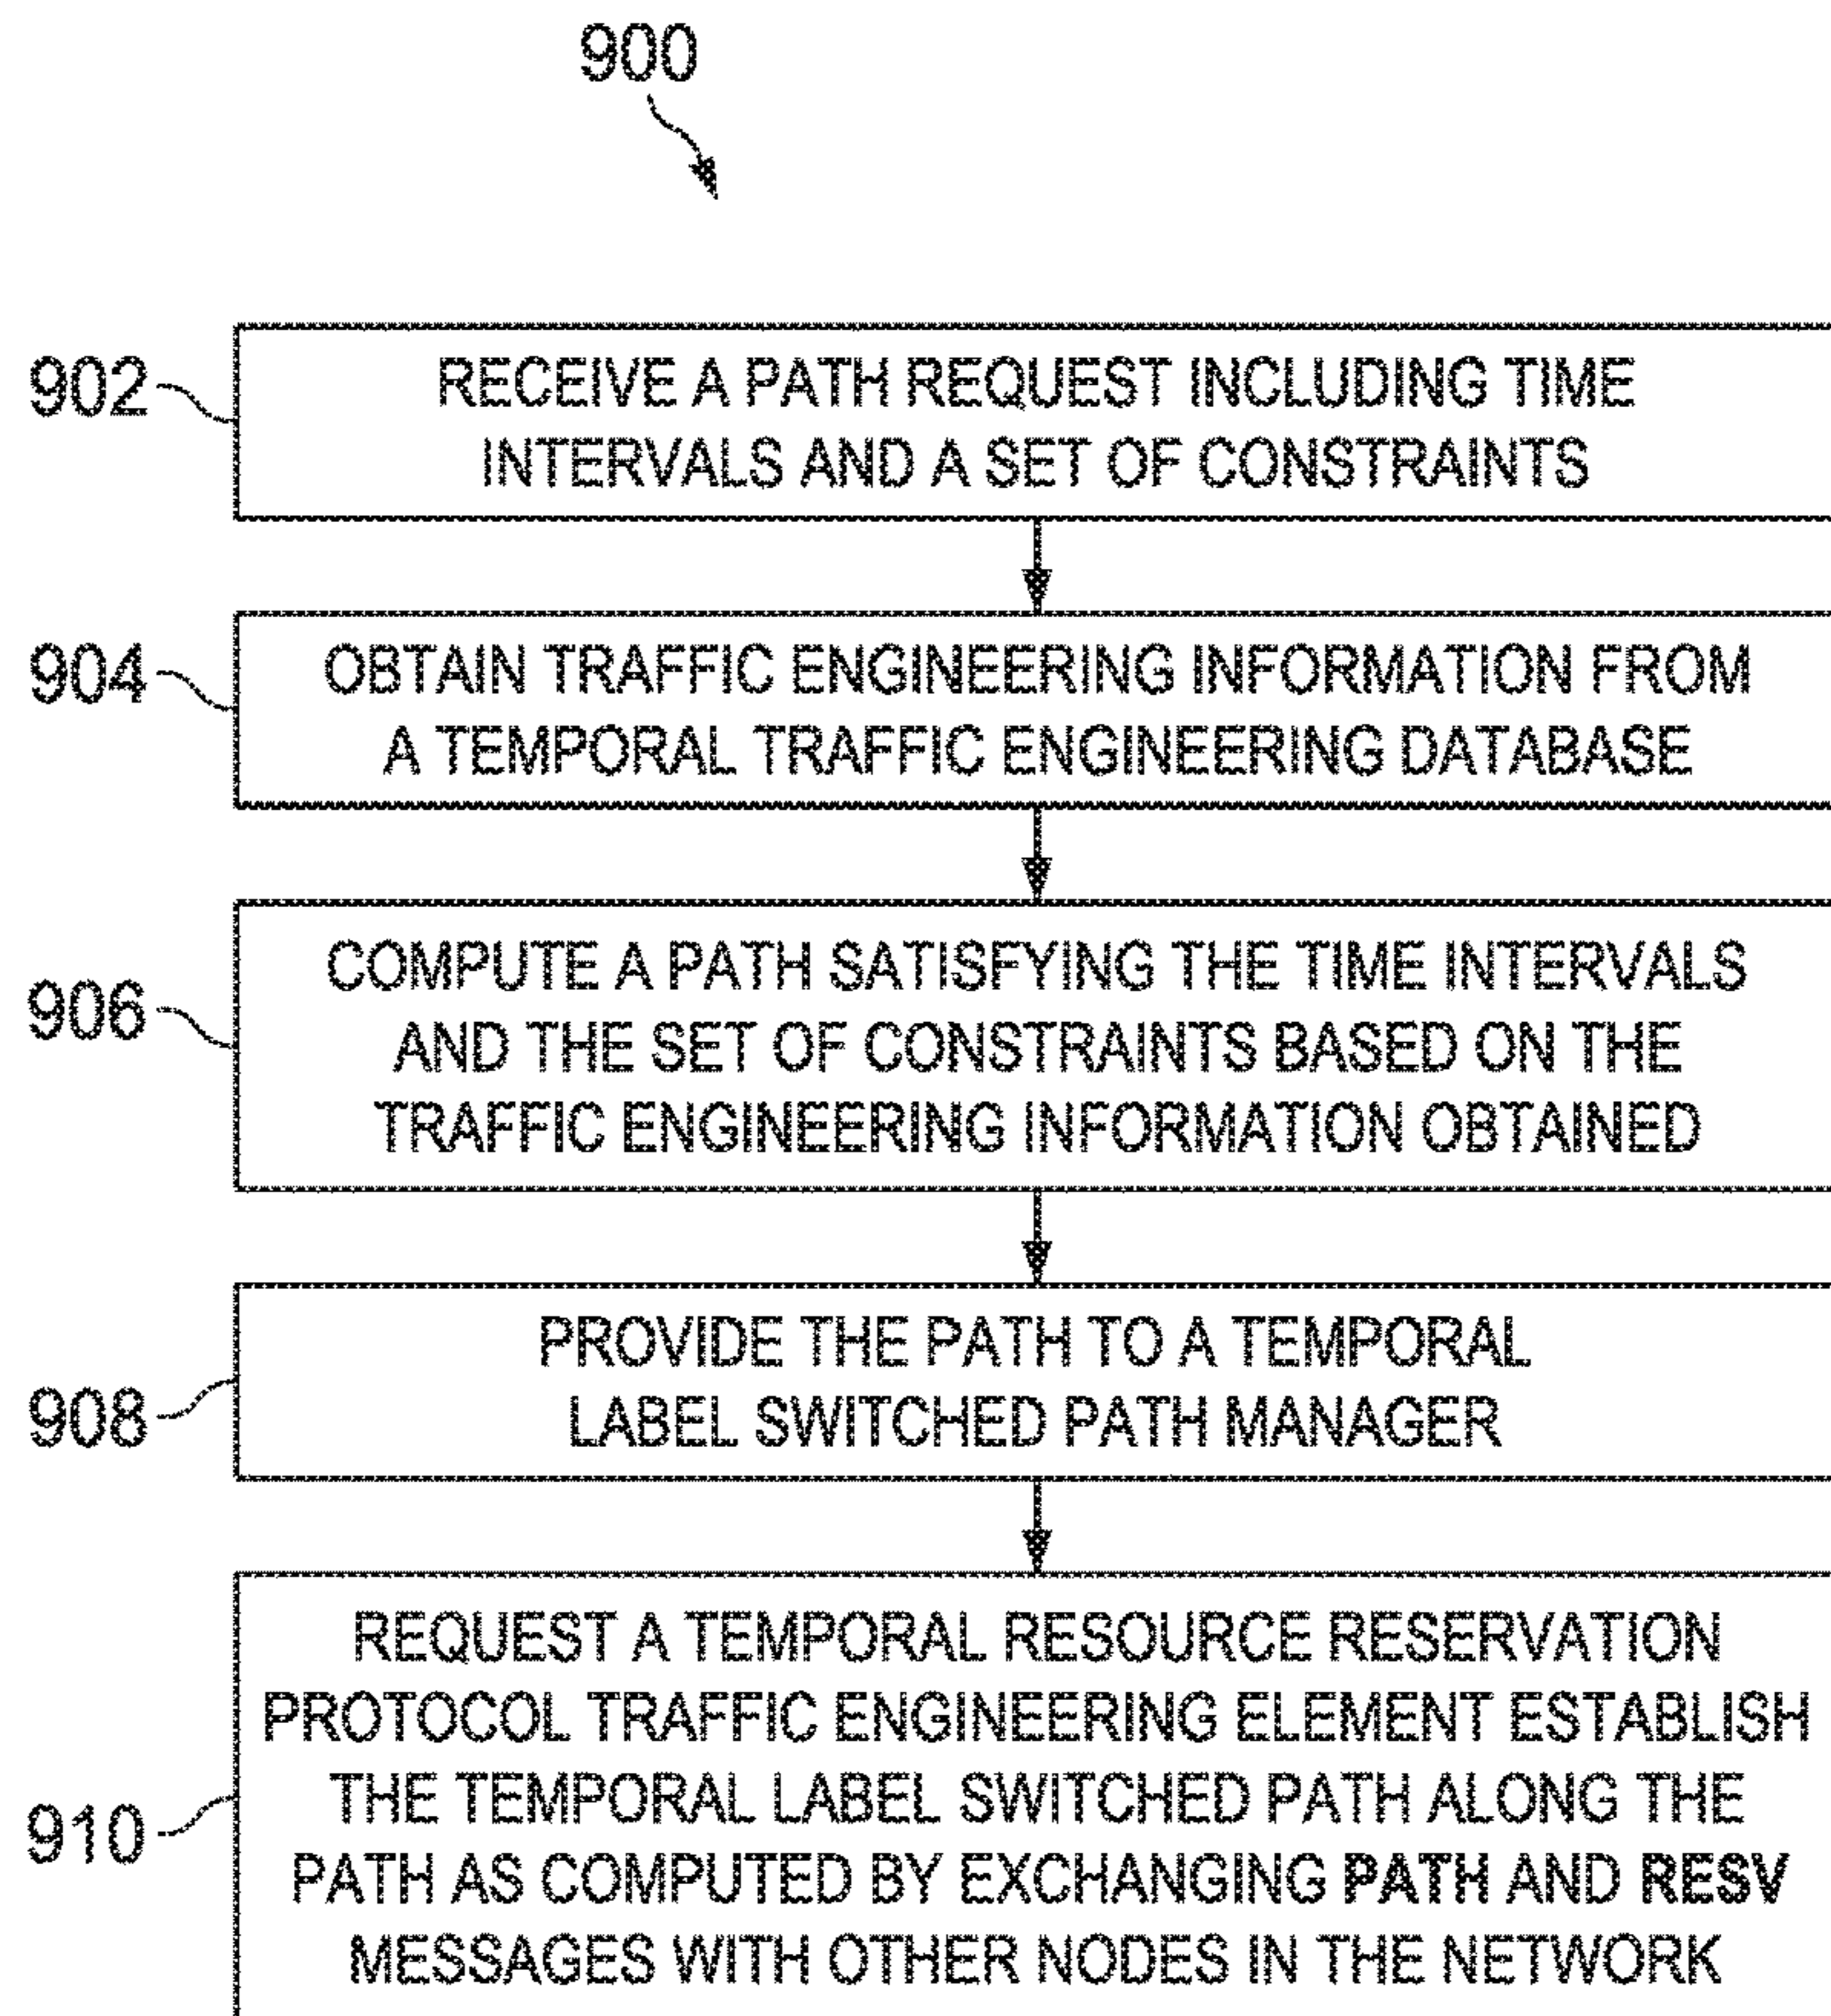 900
902
RECEIVE A PATH REQUEST INCLUDING TIME
INTERVALS AND A SET OF CONSTRAINTS
904
OBTAIN TRAFFIC ENGINEERING INFORMATION FROM
A TEMPORAL TRAFFIC ENGINEERING DATABASE
906
COMPUTE A PATH SATISFYING THE TIME INTERVALS
AND THE SET OF CONSTRAINTS BASED ON THE
TRAFFIC ENGINEERING INFORMATION OBTAINED
908
PROVIDE THE PATH TO A TEMPORAL
LABEL SWITCHED PATH MANAGER
910
REQUEST A TEMPORAL RESOURCE RESERVATION
PROTOCOL TRAFFIC ENGINEERING ELEMENT ESTABLISH
THE TEMPORAL LABEL SWITCHED PATH ALONG THE
PATH AS COMPUTED BY EXCHANGING PATH AND RESV
MESSAGES WITH OTHER NODES IN THE NETWORK